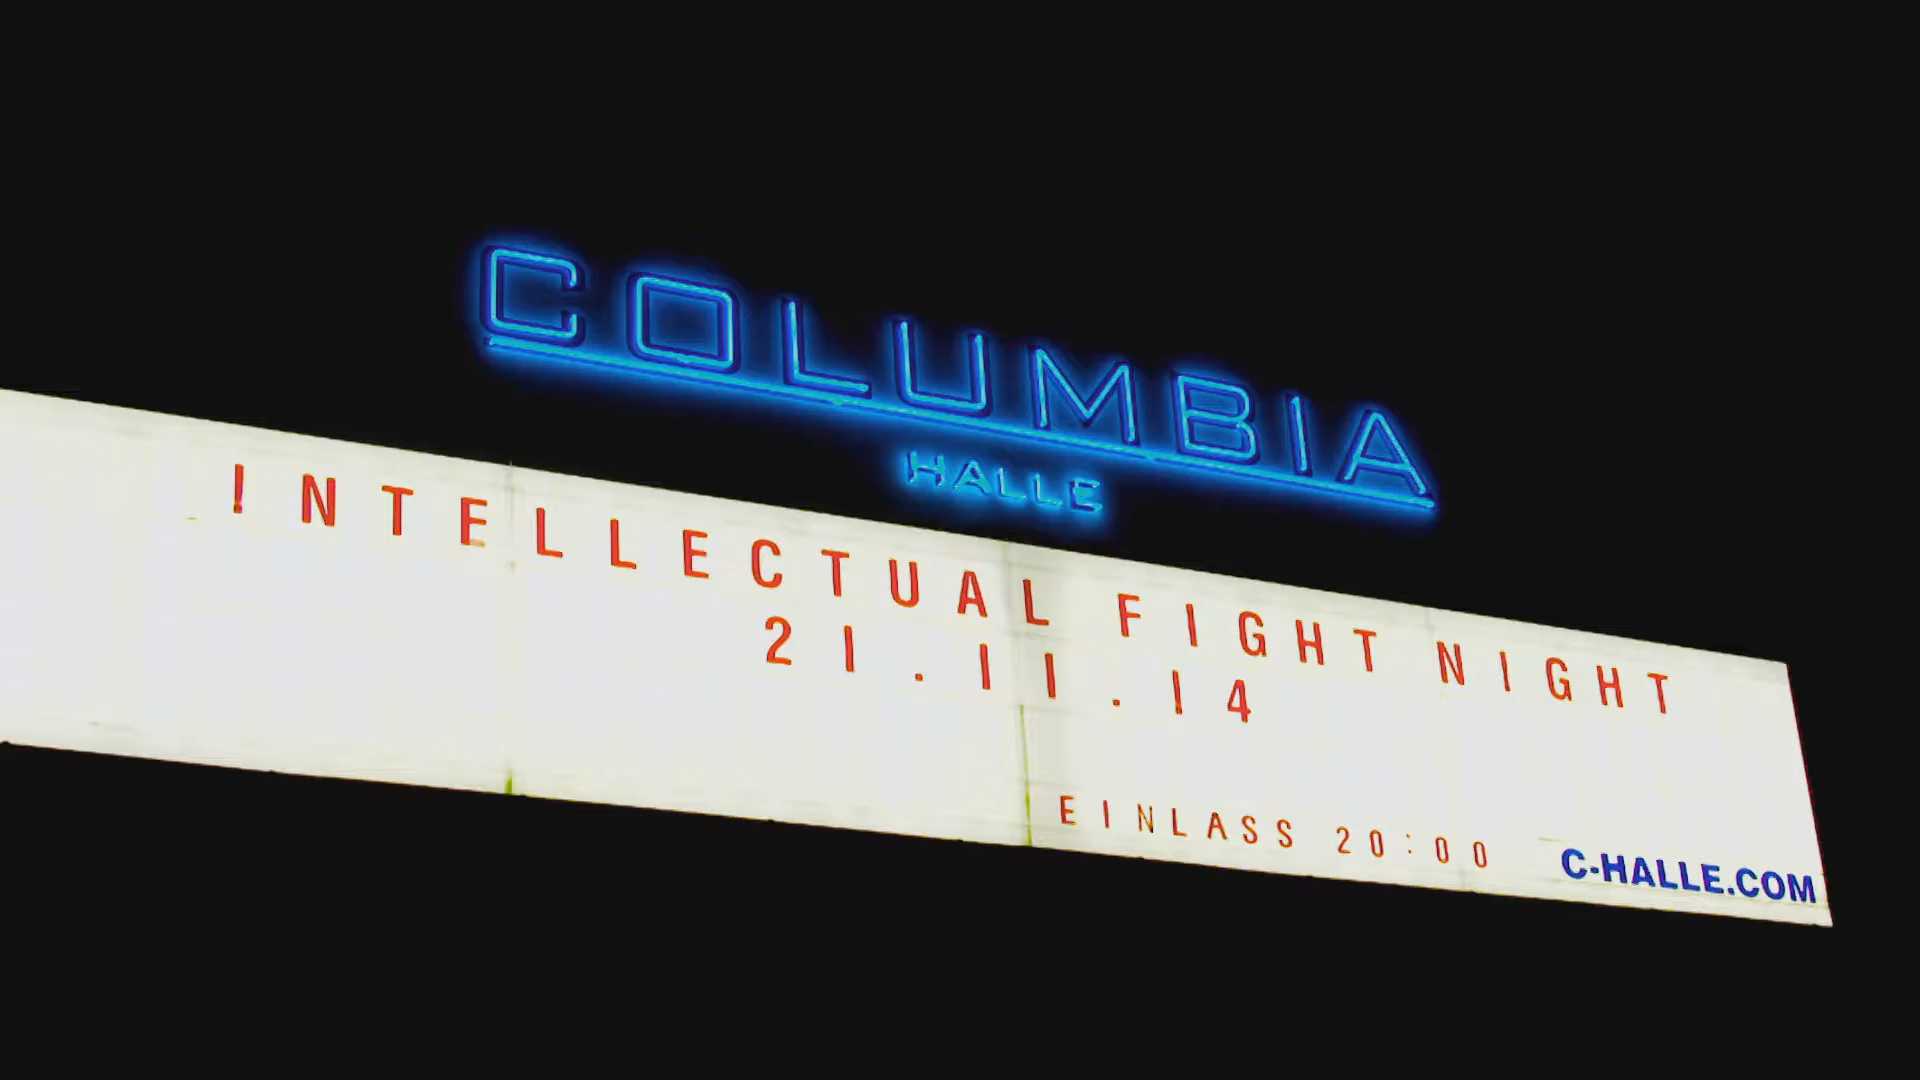 COLUMBIA
HALLE
INTELLECTUAL FIGHT NIGHT
21.11.14
EINLASS 20:00
C-HALLE.COM